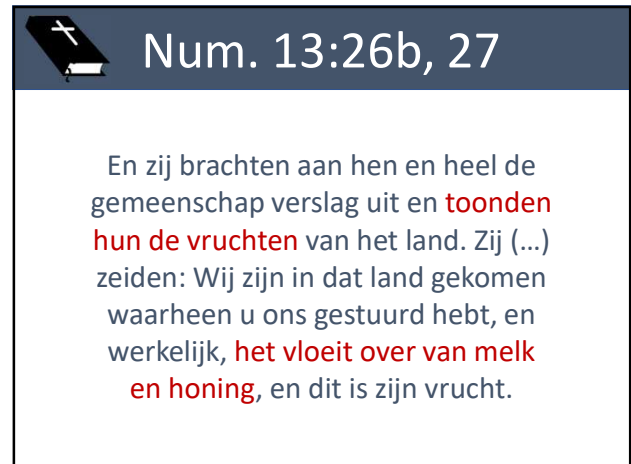 Num. 13:26b, 27
En zij brachten aan hen en heel de
gemeenschap verslag uit en toonden
hun de vruchten van het land. Zij (…)
zeiden: Wij zijn in dat land gekomen
waarheen u ons gestuurd hebt, en
werkelijk, het vloeit over van melk
en honing, en dit is zijn vrucht.